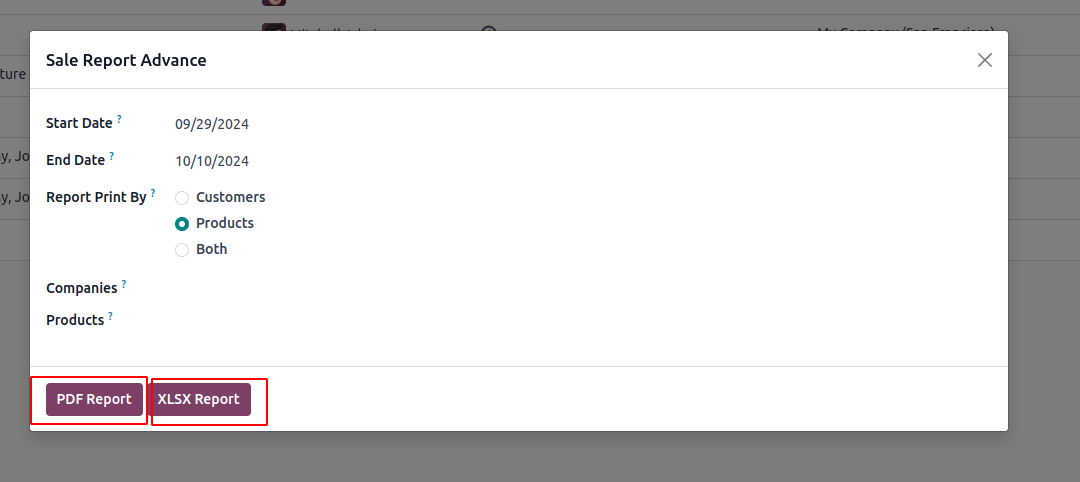 Sale Report Advance
ture
Start Date ? 09/29/2024
End Date ? 10/10/2024
y, Jo
Report Print By ? Customers
y, Jo
Products
Both
Companies ?
Products ?
PDF Report XLSX Report